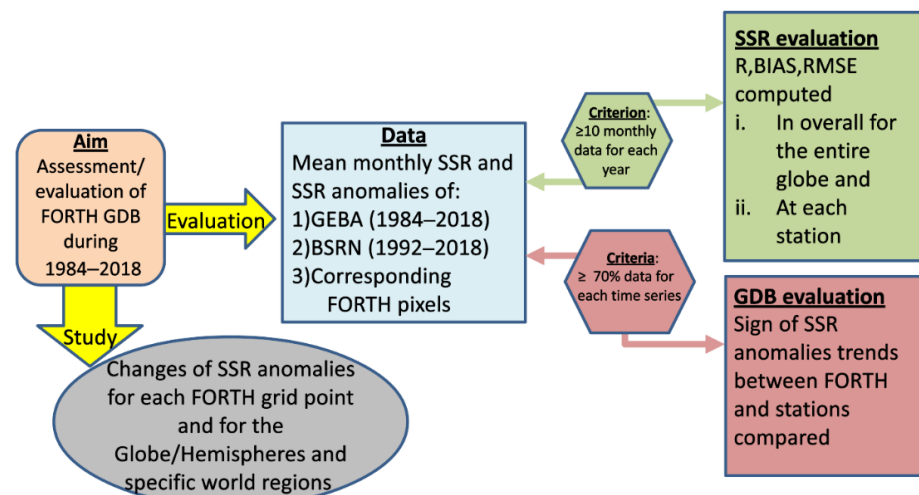 Aim
Assessment/
evaluation of
FORTH GDB
during
1984–2018
Evaluation
Study
Changes of SSR anomalies
for each FORTH grid point
and for the
Globe/Hemispheres and
specific world regions
Data
Mean monthly SSR and
SSR anomalies of:
1)GEBA (1984–2018)
2)BSRN (1992–2018)
3)Corresponding
FORTH pixels
Criterion:
≥10 monthly
data for each
year
Criteria:
≥ 70% data for
each time series
SSR evaluation
R,BIAS,RMSE
computed
i. In overall for
the entire
globe and
ii. At each
station
GDB evaluation
Sign of SSR
anomalies trends
between FORTH
and stations
compared